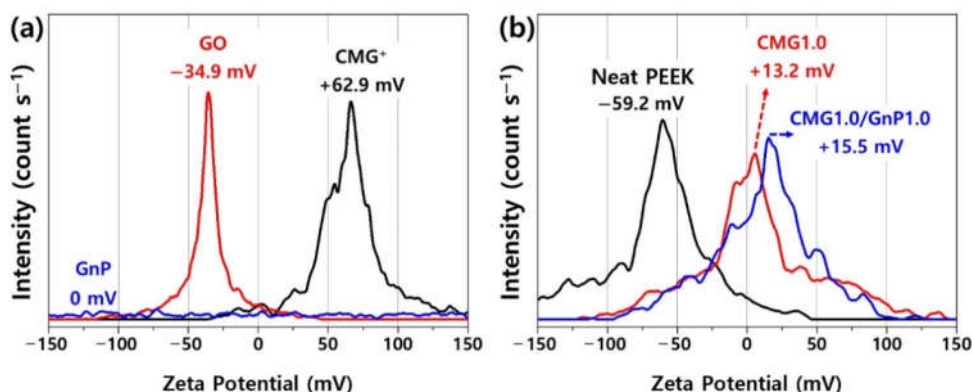 (a)
GO
−34.9 mV
CMG⁺
+62.9 mV
GnP
0 mV
Intensity (count s⁻¹)
−150 −100 −50 0 50 100 150
Zeta Potential (mV)
(b)
Neat PEEK
−59.2 mV
CMG1.0
+13.2 mV
CMG1.0/GnP1.0
+15.5 mV
Intensity (count s⁻¹)
−150 −100 −50 0 50 100 150
Zeta Potential (mV)